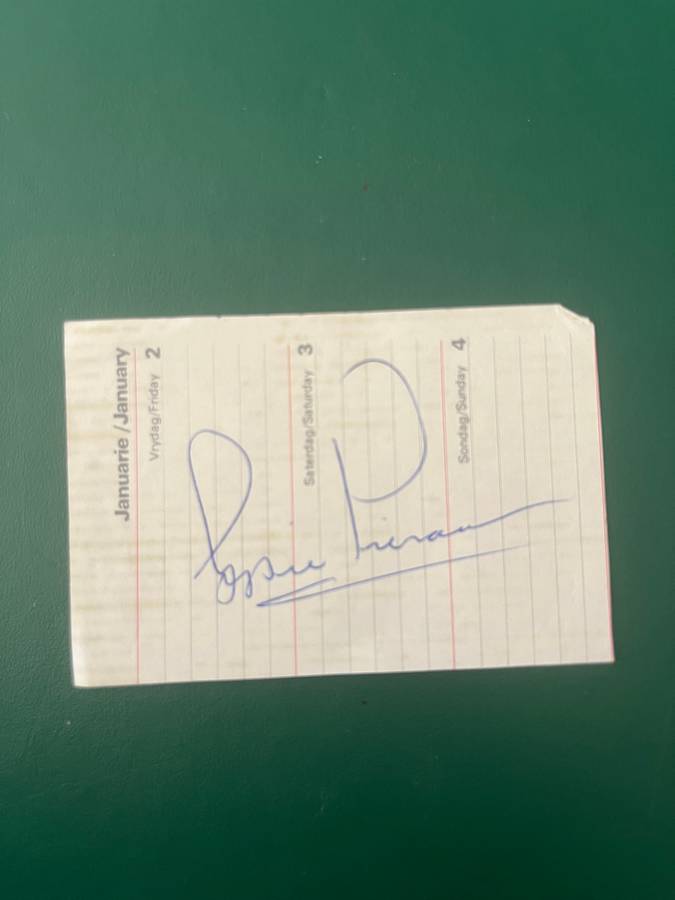 Januarie / January
Vrydag/Friday 2
Saterdag/Saturday 3
Sondag/Sunday 4